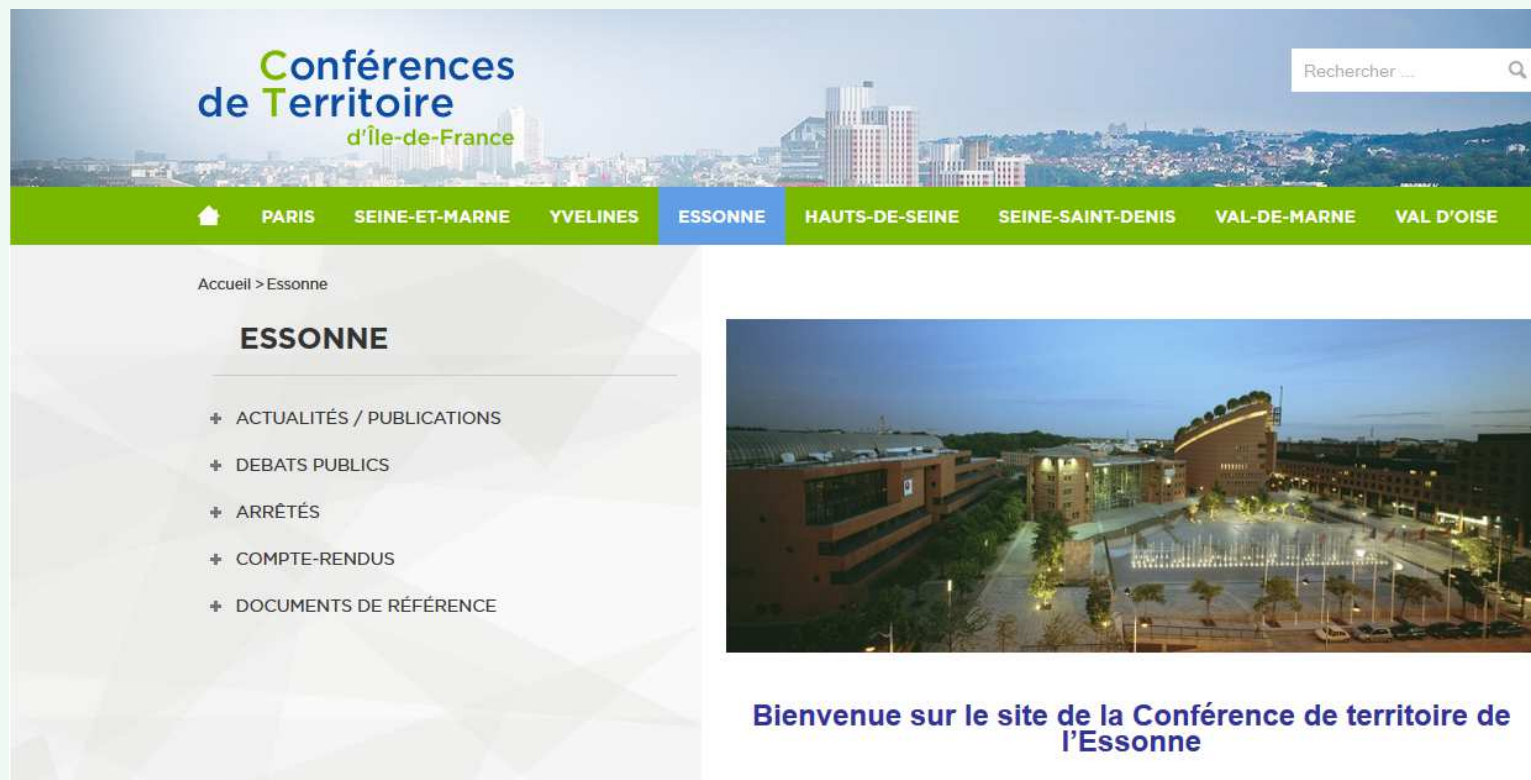 Conférences
de Territoire
d'Île-de-France
Rechercher ...
PARIS SEINE-ET-MARNE YVELINES ESSONNE HAUTS-DE-SEINE SEINE-SAINT-DENIS VAL-DE-MARNE VAL D'OISE
Accueil > Essonne
ESSONNE
ACTUALITÉS / PUBLICATIONS
DEBATS PUBLICS
ARRÊTÉS
COMPTE-RENDUS
DOCUMENTS DE RÉFÉRENCE
Bienvenue sur le site de la Conférence de territoire de
l’Essonne